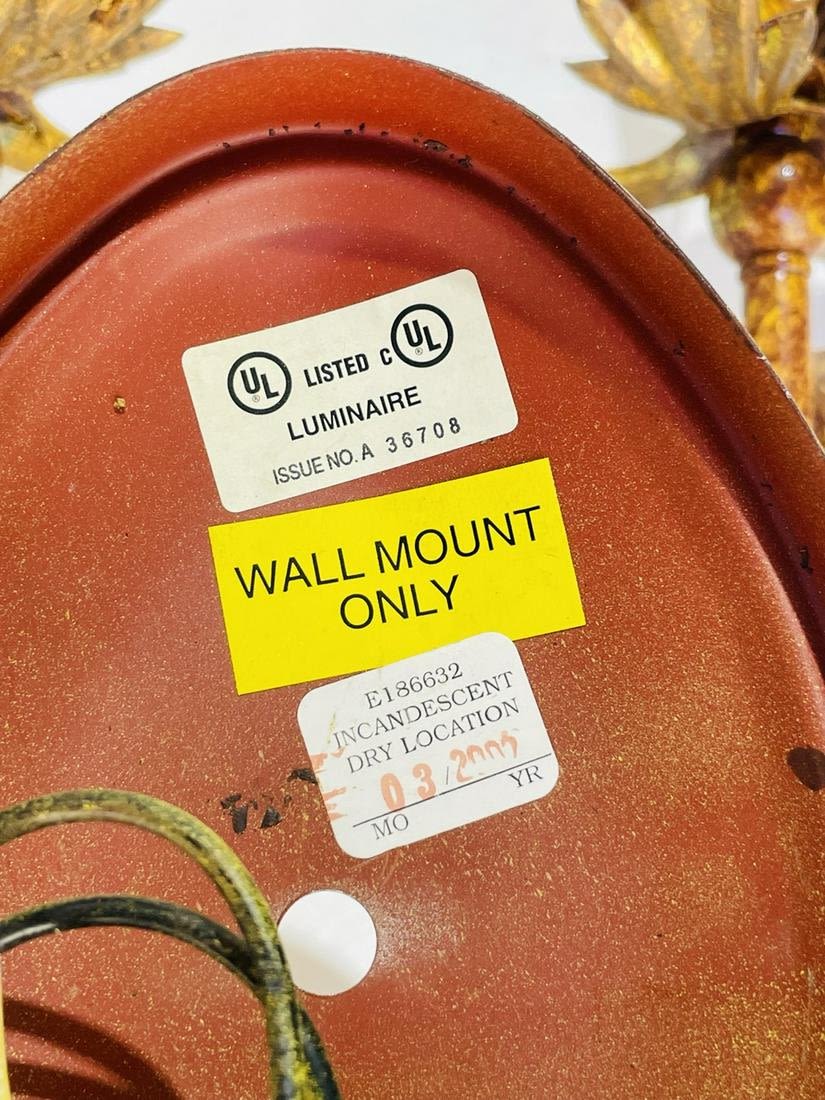 UL ® LISTED C UL ®
LUMINAIRE
ISSUE NO. A 36708
WALL MOUNT
ONLY
E186632
INCANDESCENT
DRY LOCATION
03/
MO YR